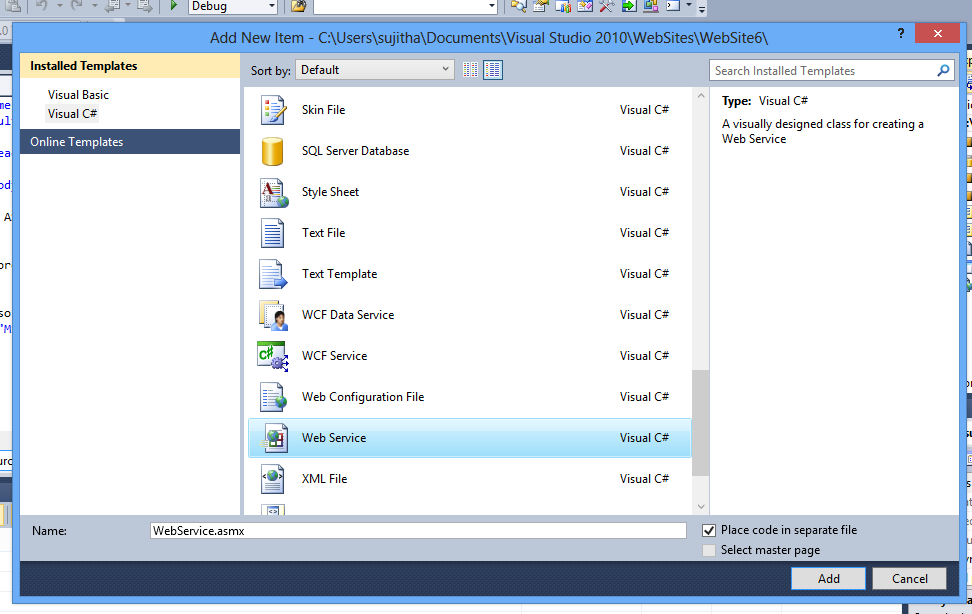 Debug
Add New Item - C:\Users\sujitha\Documents\Visual Studio 2010\WebSites\WebSite6\
?
Installed Templates
Visual Basic
Visual C#
Online Templates
Sort by: Default
Search Installed Templates
Skin File Visual C#
SQL Server Database Visual C#
Style Sheet Visual C#
Text File Visual C#
Text Template Visual C#
WCF Data Service Visual C#
WCF Service Visual C#
Web Configuration File Visual C#
Web Service Visual C#
XML File Visual C#
Type: Visual C#
A visually designed class for creating a
Web Service
Name: WebService.asmx
Place code in separate file
Select master page
Add Cancel